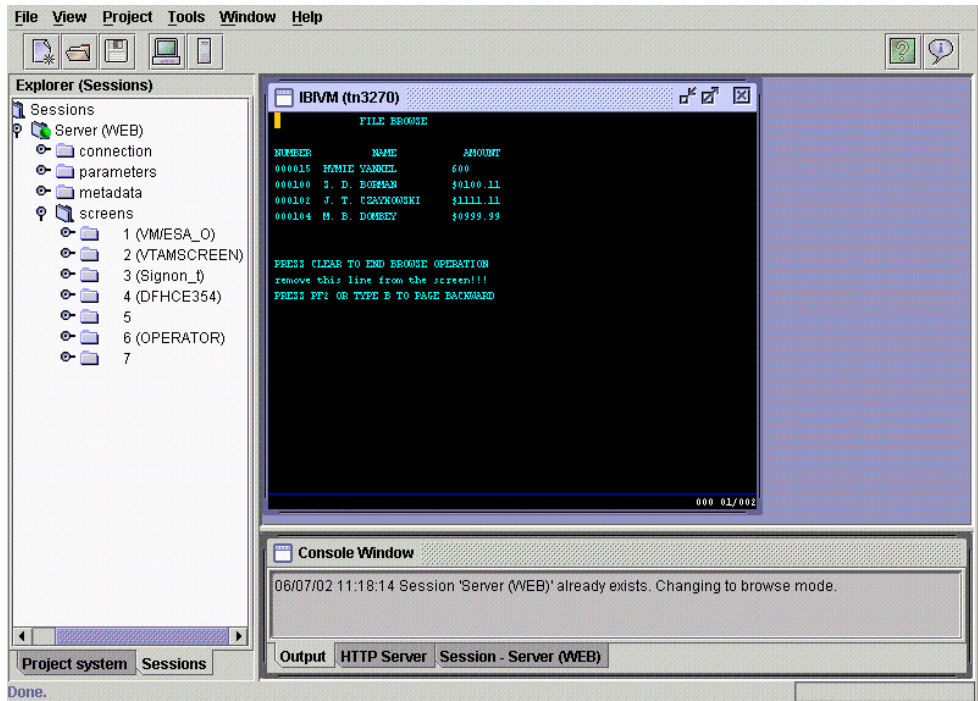 File View Project Tools Window Help
Explorer (Sessions)
Sessions
Server (WEB)
connection
parameters
metadata
screens
1 (VM/ESA_O)
2 (VTAMSCREEN)
3 (Signon_t)
4 (DFHCE354)
5
6 (OPERATOR)
7
Project system Sessions
Done.
IBIVM (tn3270)
FILE BROWSE
NUMBER NAME AMOUNT
000015 HYMIE YANKEL 600
000100 S. D. BORMAN $0100.11
000102 J. T. CZAYKOWSKI $1111.11
000104 M. B. DOMBEY $0999.99
PRESS CLEAR TO END BROWSE OPERATION
remove this line from the screen!!!
PRESS PF2 OR TYPE B TO PAGE BACKWARD
000 01/002
Console Window
06/07/02 11:18:14 Session 'Server (WEB)' already exists. Changing to browse mode.
Output HTTP Server Session - Server (WEB)